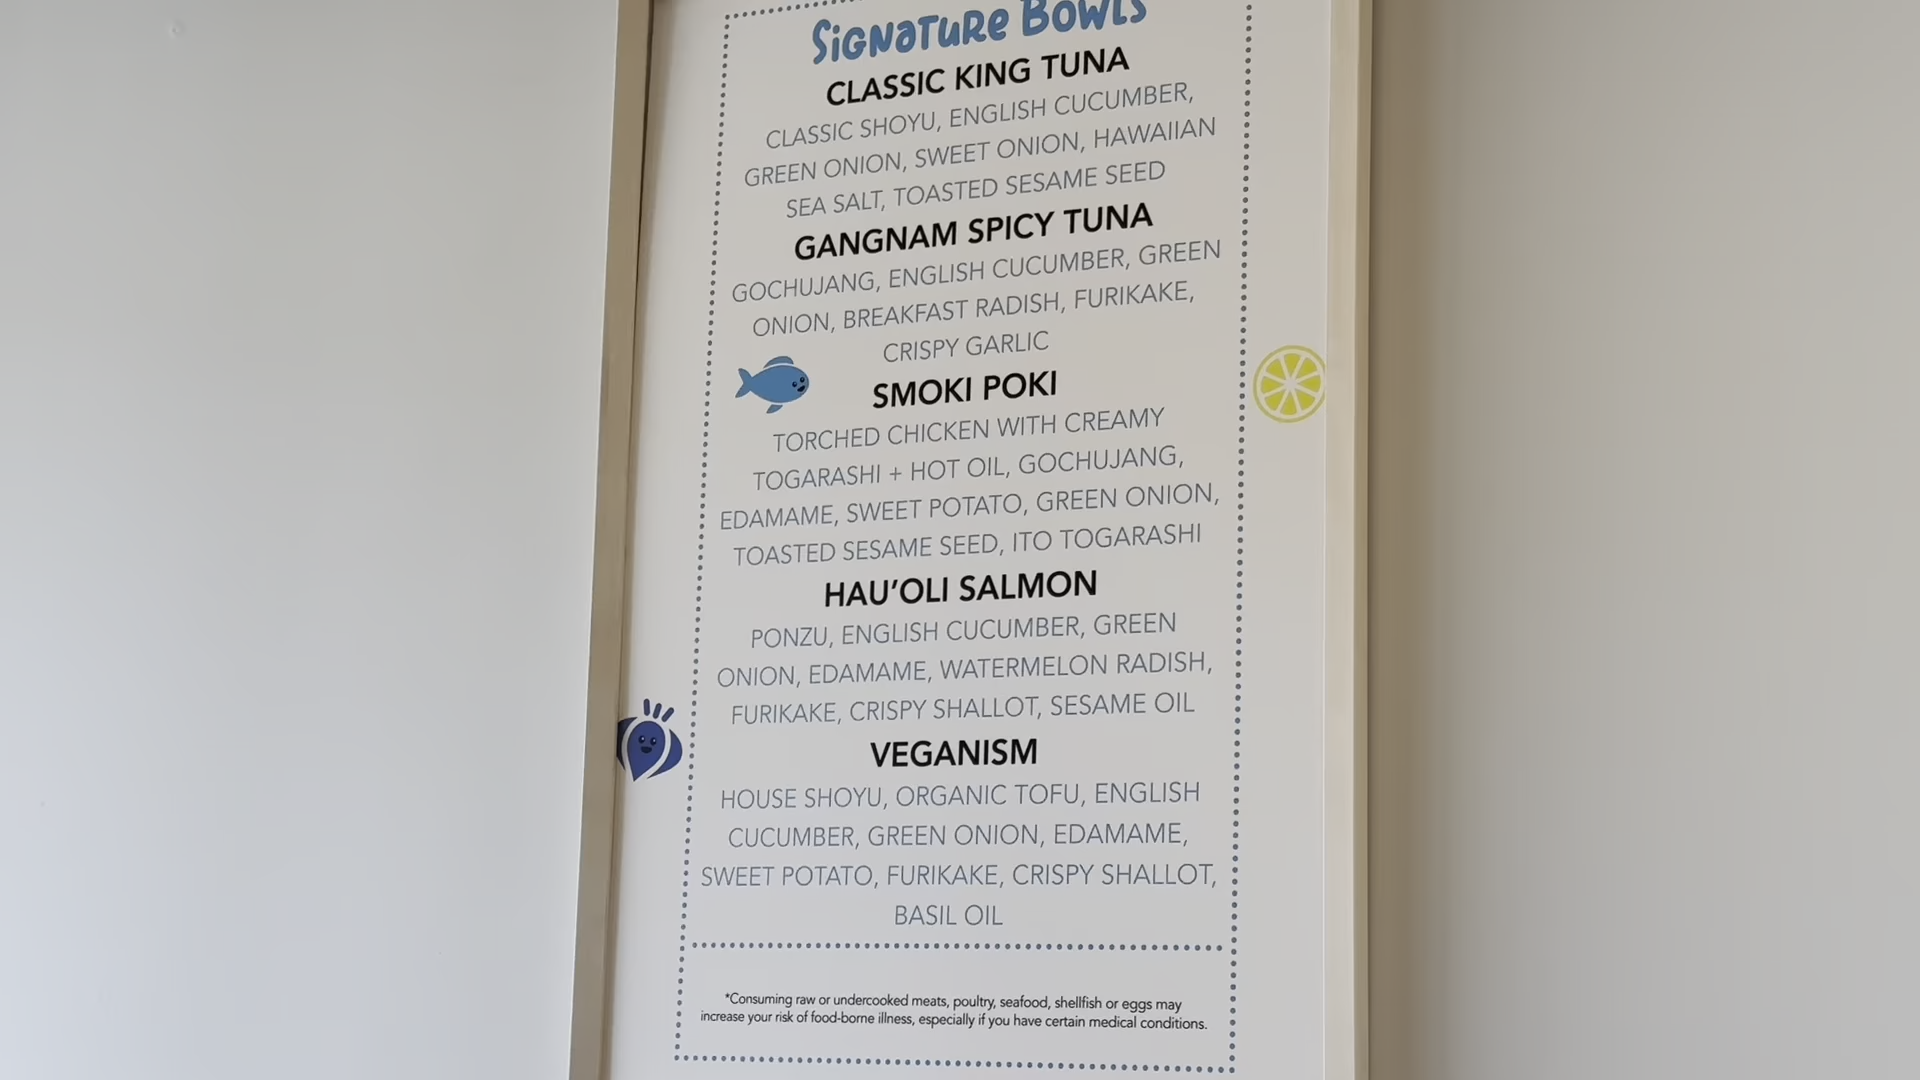 Signature Bowls
CLASSIC KING TUNA
CLASSIC SHOYU, ENGLISH CUCUMBER,
GREEN ONION, SWEET ONION, HAWAIIAN
SEA SALT, TOASTED SESAME SEED
GANGNAM SPICY TUNA
GOCHUJANG, ENGLISH CUCUMBER, GREEN
ONION, BREAKFAST RADISH, FURIKAKE,
CRISPY GARLIC
SMOKI POKI
TORCHED CHICKEN WITH CREAMY
TOGARASHI + HOT OIL, GOCHUJANG,
EDAMAME, SWEET POTATO, GREEN ONION,
TOASTED SESAME SEED, ITO TOGARASHI
HAU’OLI SALMON
PONZU, ENGLISH CUCUMBER, GREEN
ONION, EDAMAME, WATERMELON RADISH,
FURIKAKE, CRISPY SHALLOT, SESAME OIL
VEGANISM
HOUSE SHOYU, ORGANIC TOFU, ENGLISH
CUCUMBER, GREEN ONION, EDAMAME,
SWEET POTATO, FURIKAKE, CRISPY SHALLOT,
BASIL OIL
*Consuming raw or undercooked meats, poultry, seafood, shellfish or eggs may
increase your risk of food-borne illness, especially if you have certain medical conditions.